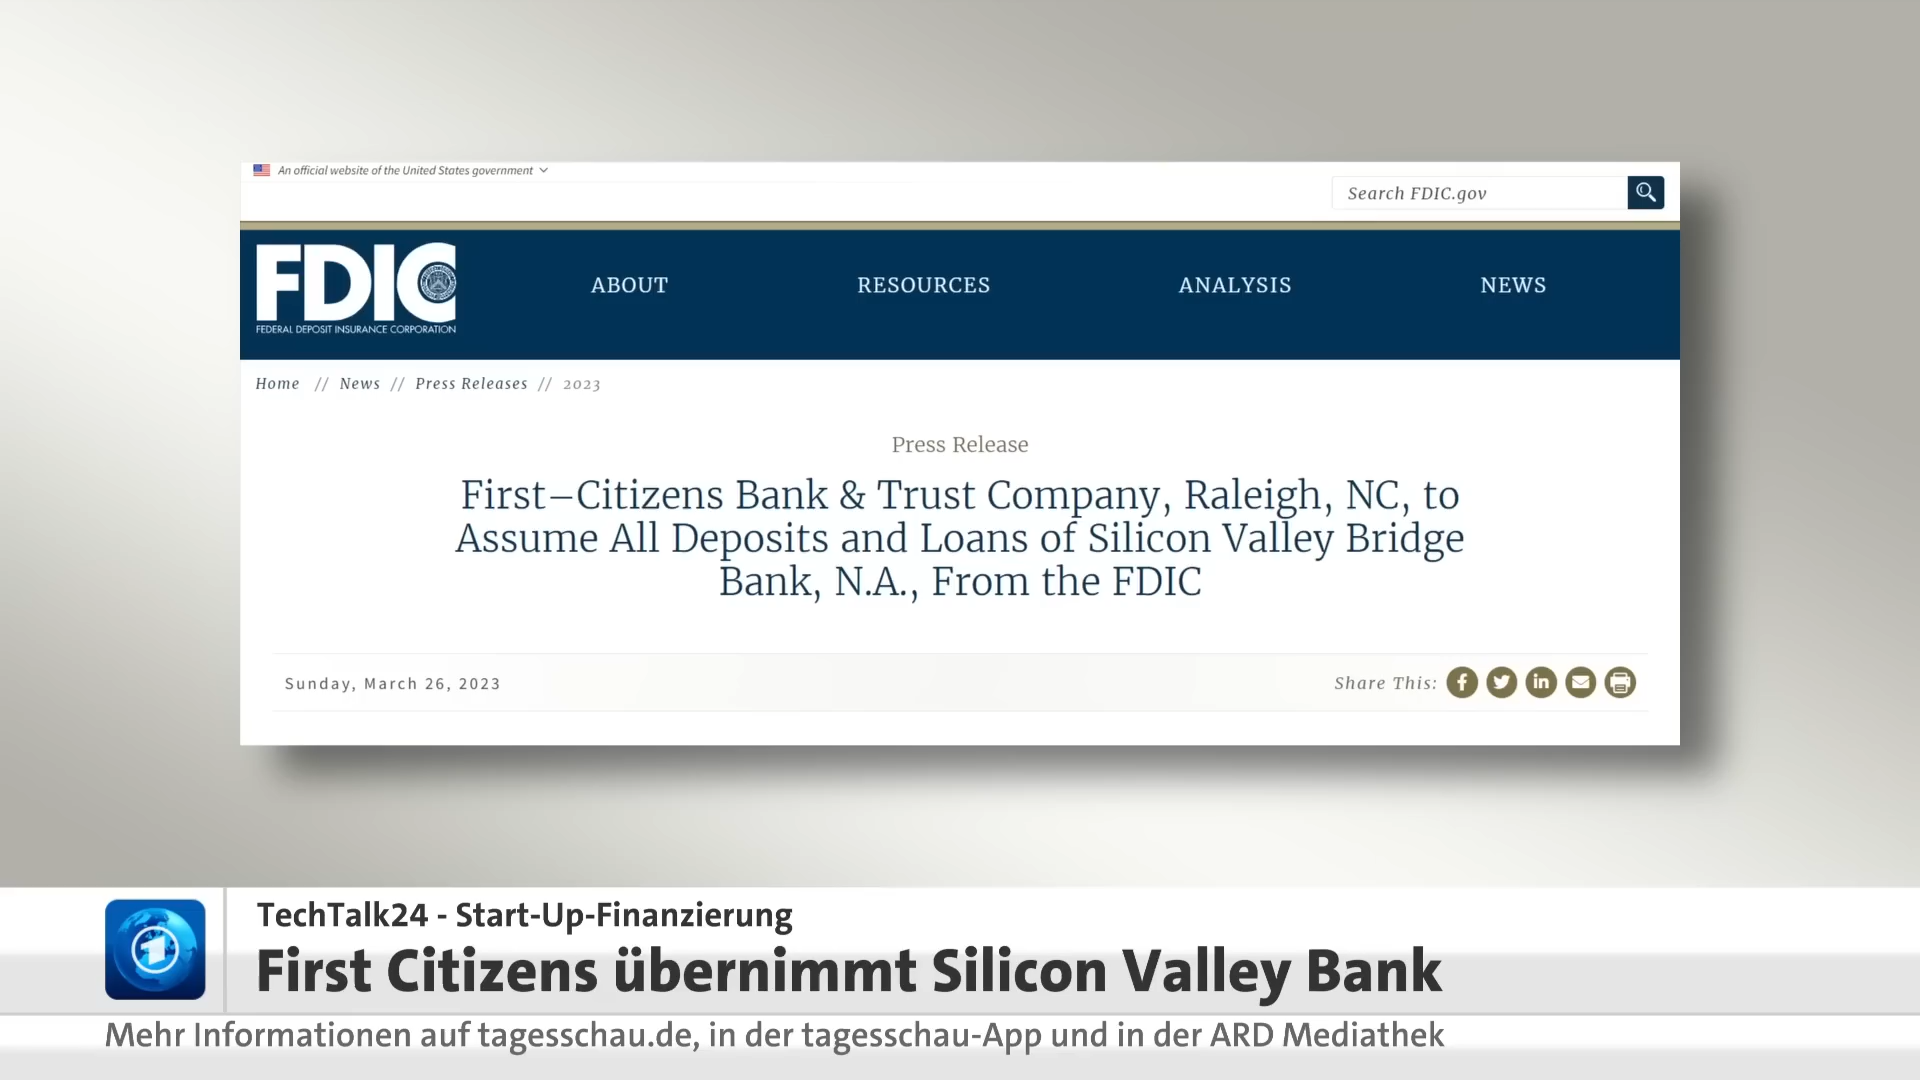 An official website of the United States government
Search FDIC.gov
FDIC
FEDERAL DEPOSIT INSURANCE CORPORATION
ABOUT RESOURCES ANALYSIS NEWS
Home // News // Press Releases // 2023
Press Release
First–Citizens Bank & Trust Company, Raleigh, NC, to
Assume All Deposits and Loans of Silicon Valley Bridge
Bank, N.A., From the FDIC
Sunday, March 26, 2023
Share This:
TechTalk24 - Start-Up-Finanzierung
First Citizens übernimmt Silicon Valley Bank
Mehr Informationen auf tagesschau.de, in der tagesschau-App und in der ARD Mediathek